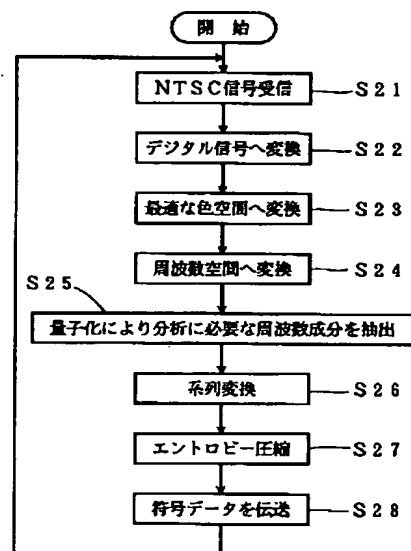 開 始
NTSC信号受信 S21
デジタル信号へ変換 S22
最適な色空間へ変換 S23
周波数空間へ変換 S24
S25
量子化により分析に必要な周波数成分を抽出
系列変換 S26
エントロピー圧縮 S27
符号データを伝送 S28